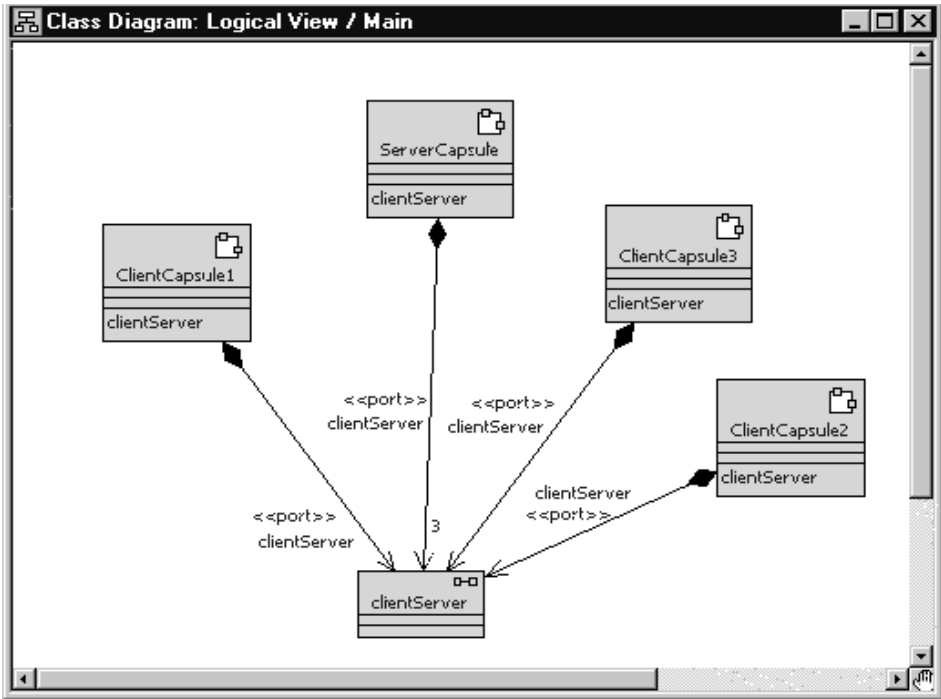 Class Diagram: Logical View / Main
ServerCapsule
clientServer
ClientCapsule1
clientServer
ClientCapsule3
clientServer
ClientCapsule2
clientServer
<<port>>
clientServer
<<port>>
clientServer
clientServer
<<port>>
<<port>>
clientServer
3
clientServer